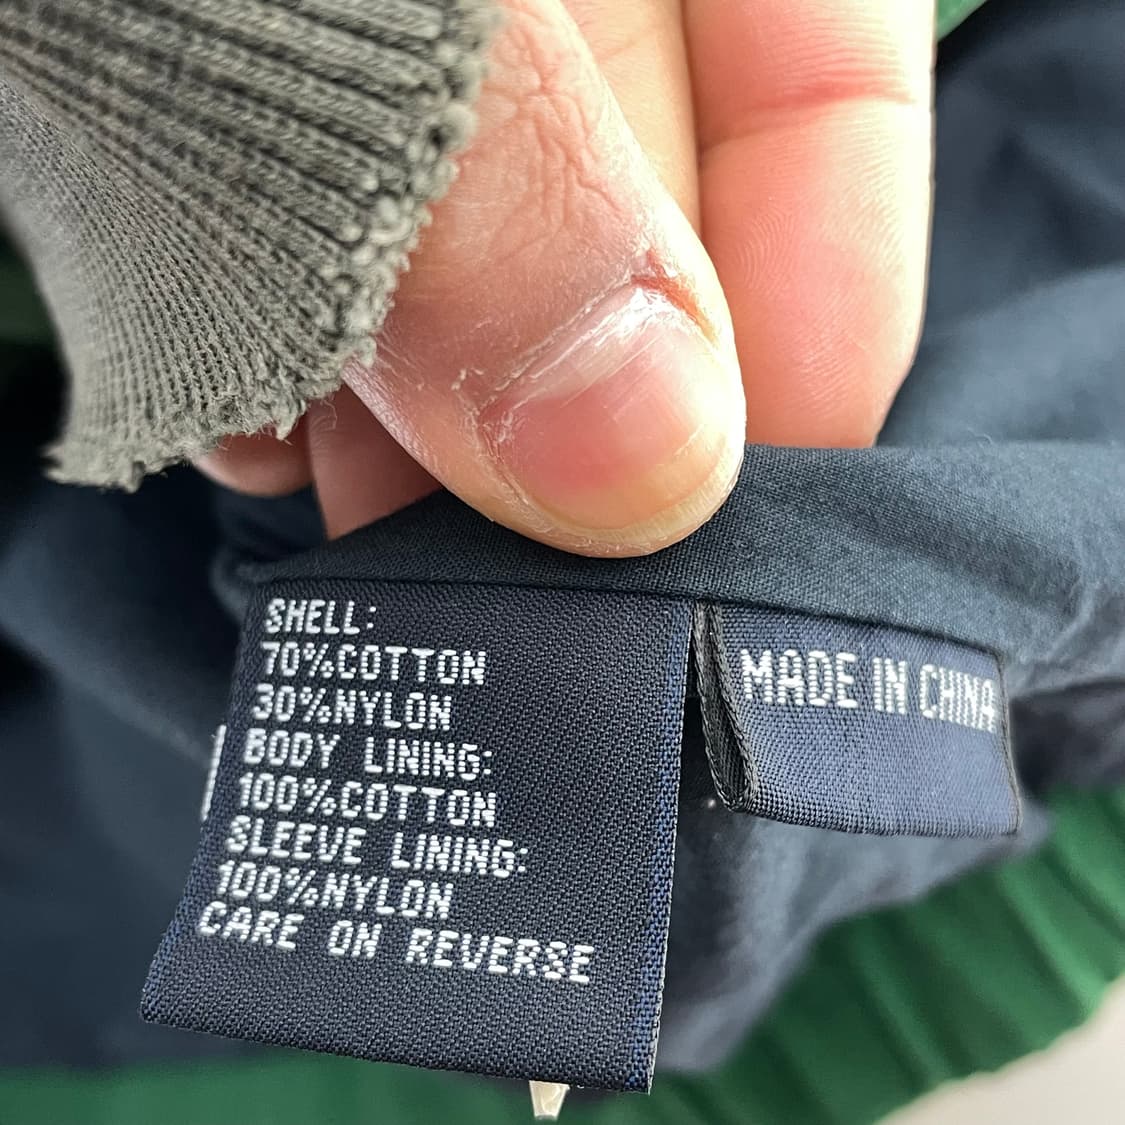 SHELL:
70%COTTON
30%NYLON
BODY LINING:
100%COTTON
SLEEVE LINING:
100%NYLON
CARE ON REVERSE
MADE IN CHINA